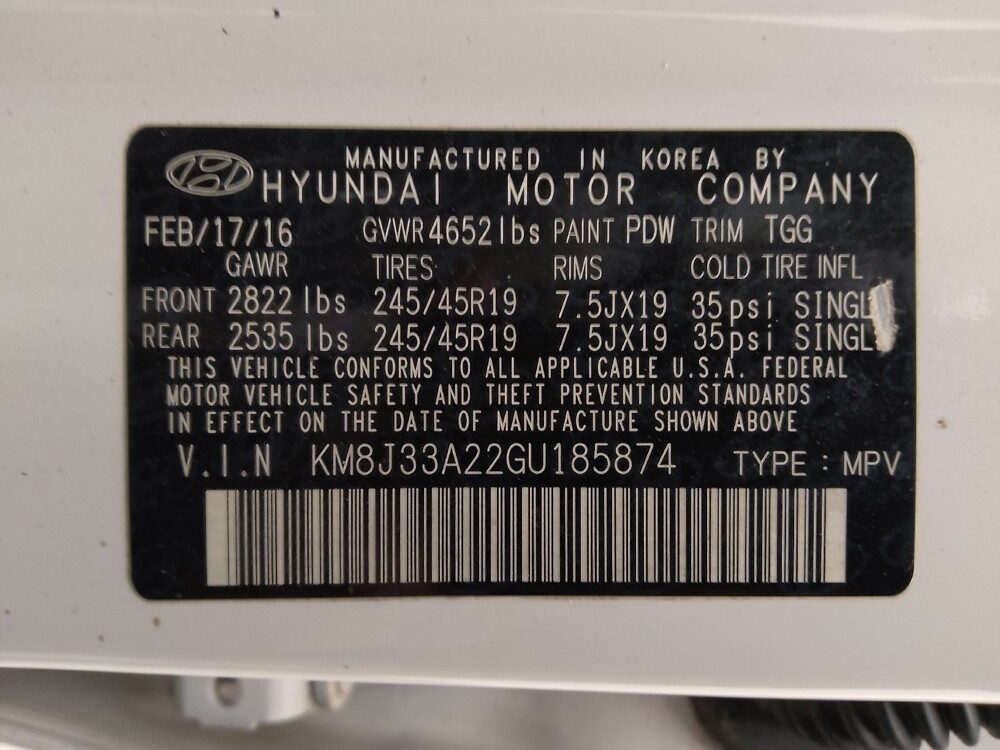 MANUFACTURED IN KOREA BY
HYUNDAI MOTOR COMPANY
FEB/17/16 GVWR 4652lbs PAINT PDW TRIM TGG
GAWR TIRES RIMS COLD TIRE INFL
FRONT 2822 lbs 245/45R19 7.5JX19 35psi SINGL
REAR 2535 lbs 245/45R19 7.5JX19 35psi SINGL
THIS VEHICLE CONFORMS TO ALL APPLICABLE U.S.A. FEDERAL
MOTOR VEHICLE SAFETY AND THEFT PREVENTION STANDARDS
IN EFFECT ON THE DATE OF MANUFACTURE SHOWN ABOVE
V.I.N KM8J33A22GU185874 TYPE : MPV